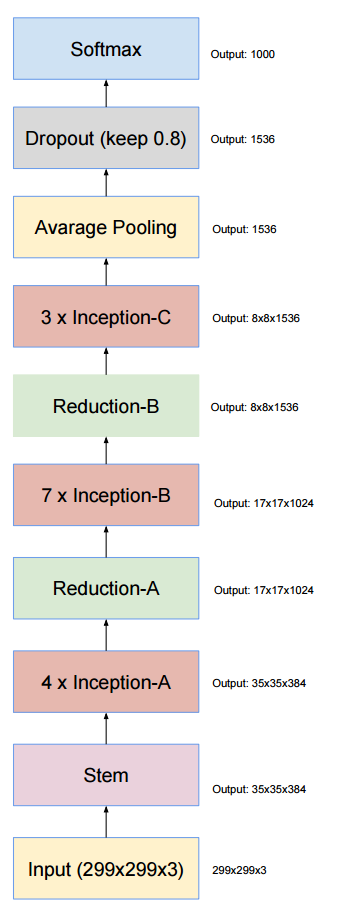 Softmax
Output: 1000
Dropout (keep 0.8)
Output: 1536
Avarage Pooling
Output: 1536
3 x Inception-C
Output: 8x8x1536
Reduction-B
Output: 8x8x1536
7 x Inception-B
Output: 17x17x1024
Reduction-A
Output: 17x17x1024
4 x Inception-A
Output: 35x35x384
Stem
Output: 35x35x384
Input (299x299x3)
299x299x3